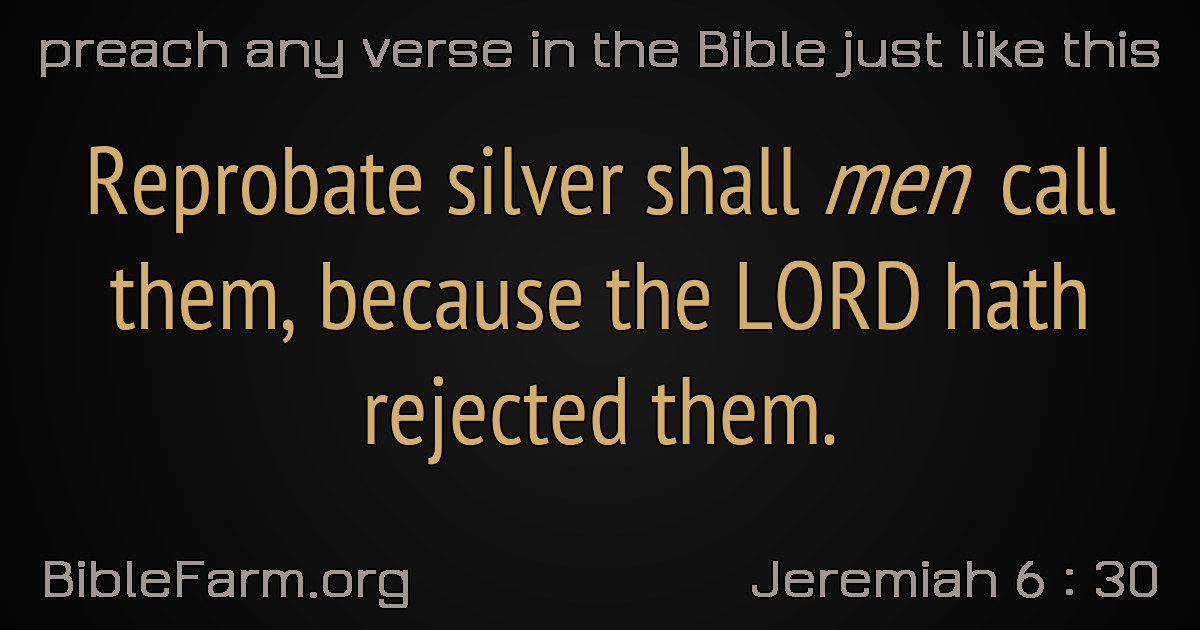 preach any verse in the Bible just like this
Reprobate silver shall men call
them, because the LORD hath
rejected them.
BibleFarm.org
Jeremiah 6 : 30